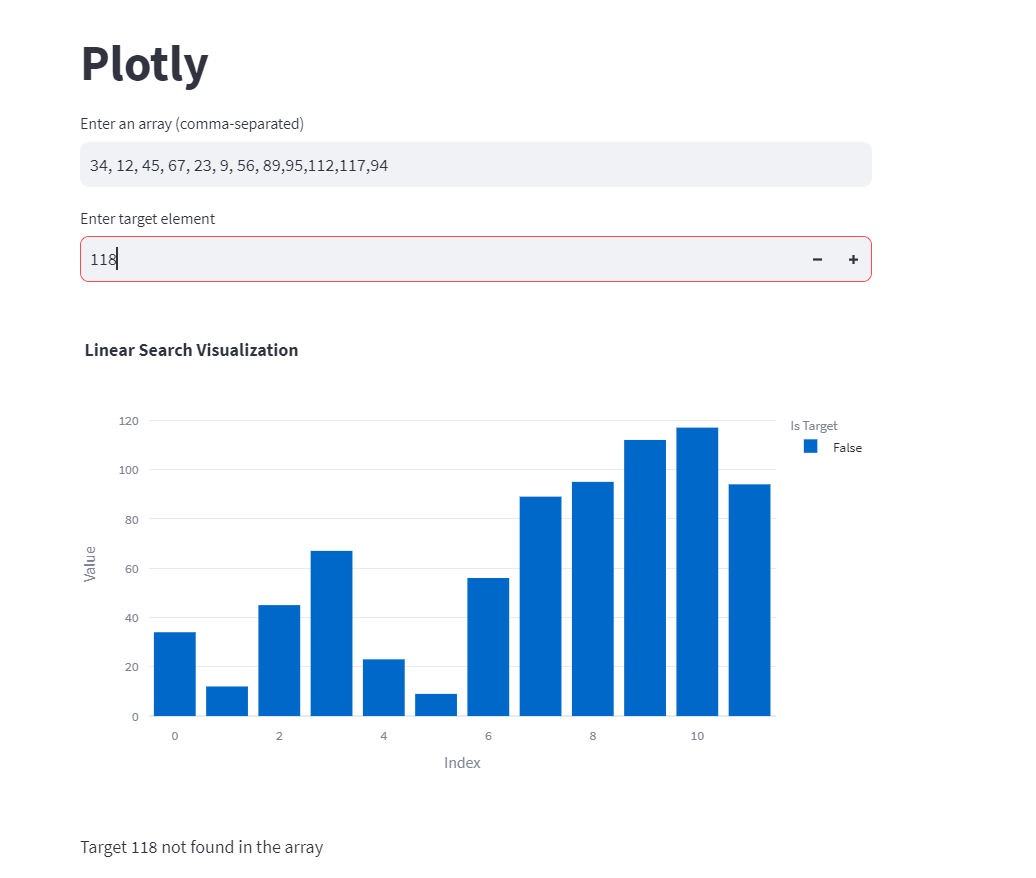 Plotly
Enter an array (comma-separated)
34, 12, 45, 67, 23, 9, 56, 89,95,112,117,94
Enter target element
118
Linear Search Visualization
120
100
80
60
40
20
0
Value
0 2 4 6 8 10
Index
Is Target
False
Target 118 not found in the array